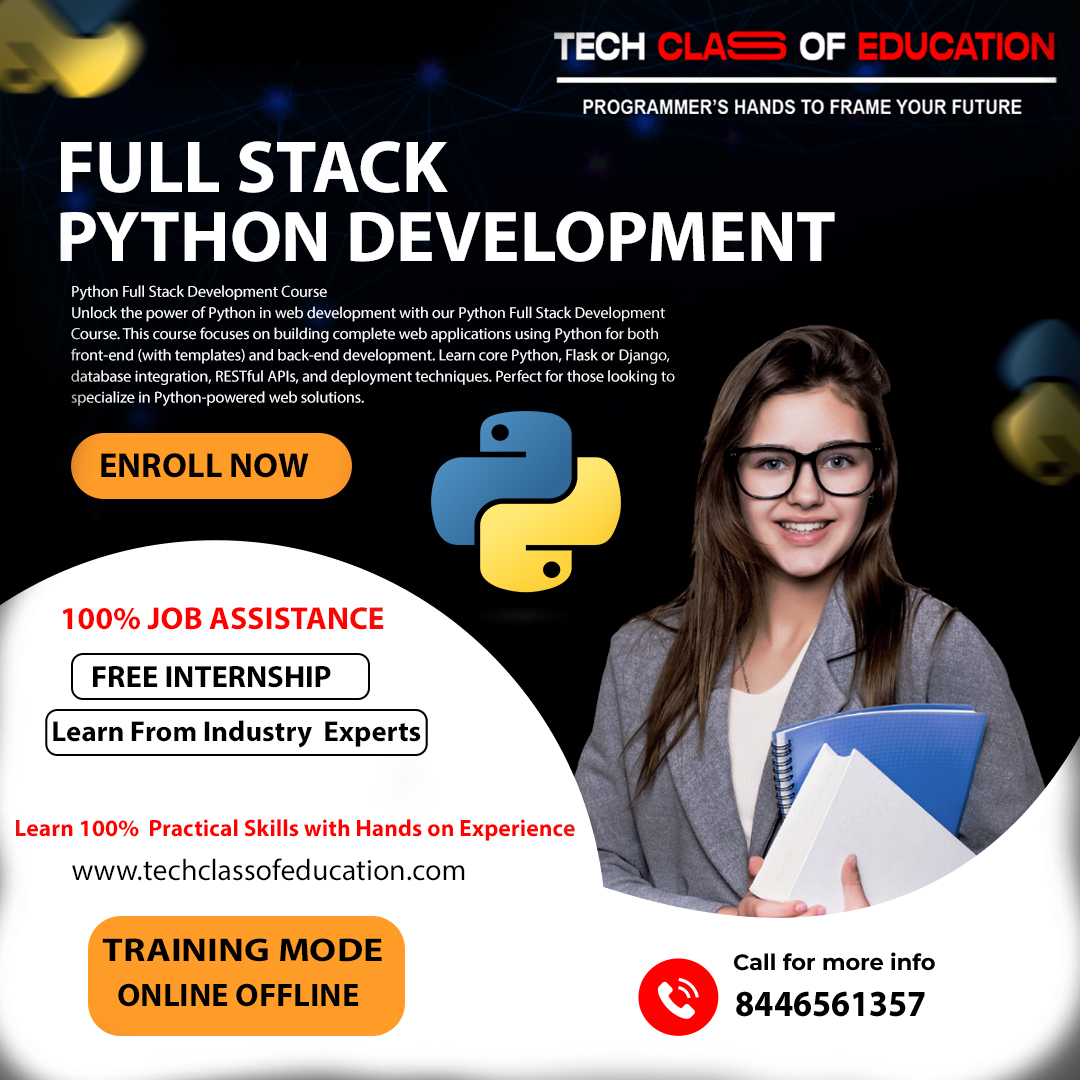 TECH CLASS OF EDUCATION
PROGRAMMER'S HANDS TO FRAME YOUR FUTURE
FULL STACK
PYTHON DEVELOPMENT
Python Full Stack Development Course
Unlock the power of Python in web development with our Python Full Stack Development
Course. This course focuses on building complete web applications using Python for both
front-end (with templates) and back-end development. Learn core Python, Flask or Django,
database integration, RESTful APIs, and deployment techniques. Perfect for those looking to
specialize in Python-powered web solutions.
ENROLL NOW
100% JOB ASSISTANCE
FREE INTERNSHIP
Learn From Industry Experts
Learn 100% Practical Skills with Hands on Experience
www.techclassofeducation.com
TRAINING MODE
ONLINE OFFLINE
Call for more info
8446561357